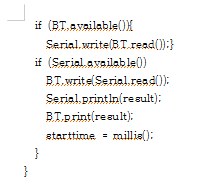 if (BT.available()){
Serial.write(BT.read());}
if (Serial.available())
BT.write(Serial.read());
Serial.println(result);
BT.print(result);
starttime = millis();
}
}